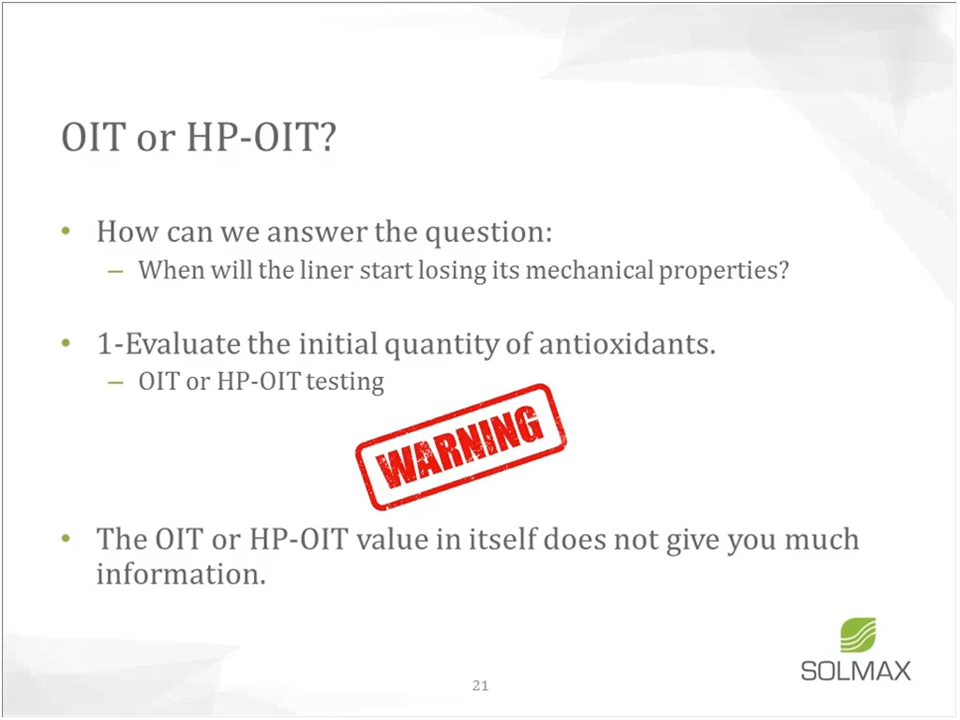 OIT or HP-OIT?
• How can we answer the question:
– When will the liner start losing its mechanical properties?
• 1-Evaluate the initial quantity of antioxidants.
– OIT or HP-OIT testing
WARNING
• The OIT or HP-OIT value in itself does not give you much
information.
SOLMAX
21